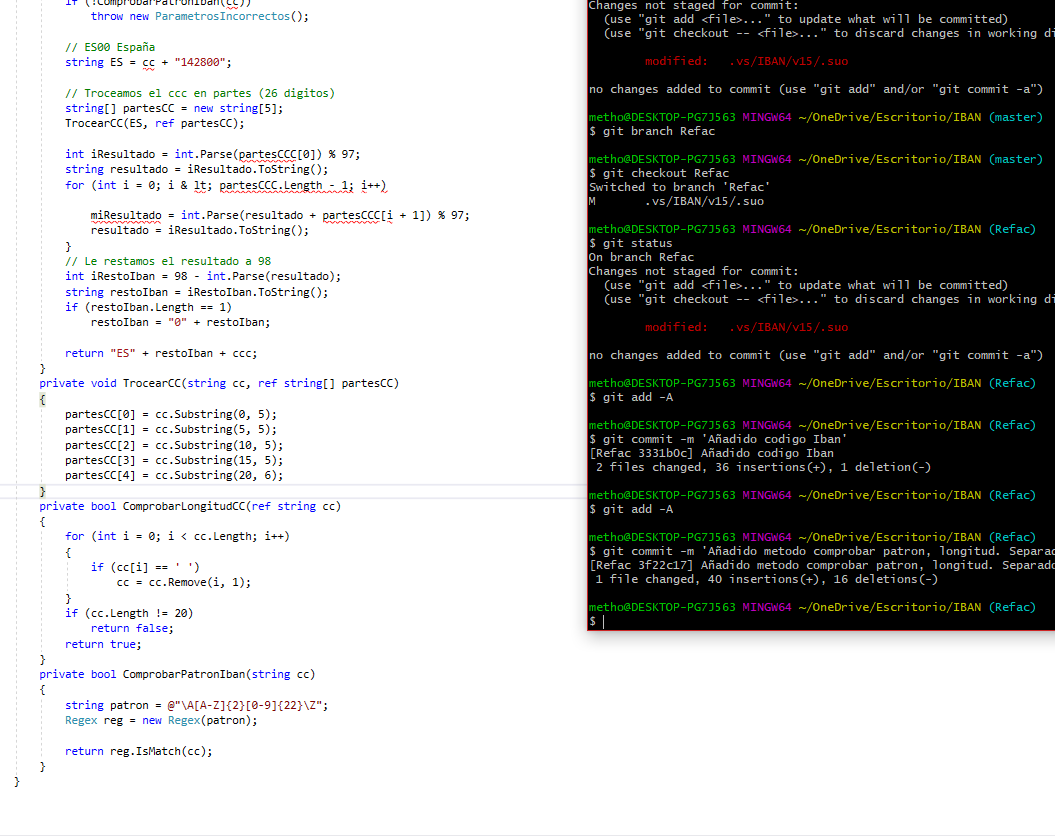 if (!ComprobarPatronIban(cc))
throw new ParametrosIncorrectos();
// ES00 España
string ES = cc + "142800";
// Troceamos el ccc en partes (26 digitos)
string[] partesCC = new string[5];
TrocearCC(ES, ref partesCC);
int iResultado = int.Parse(partesCCC[0]) % 97;
string resultado = iResultado.ToString();
for (int i = 0; i & lt; partesCCC.Length - 1; i++)
miResultado = int.Parse(resultado + partesCCC[i + 1]) % 97;
resultado = iResultado.ToString();
}
// Le restamos el resultado a 98
int iRestoIban = 98 - int.Parse(resultado);
string restoIban = iRestoIban.ToString();
if (restoIban.Length == 1)
restoIban = "0" + restoIban;
return "ES" + restoIban + ccc;
}
private void TrocearCC(string cc, ref string[] partesCC)
{
partesCC[0] = cc.Substring(0, 5);
partesCC[1] = cc.Substring(5, 5);
partesCC[2] = cc.Substring(10, 5);
partesCC[3] = cc.Substring(15, 5);
partesCC[4] = cc.Substring(20, 6);
}
private bool ComprobarLongitudCC(ref string cc)
{
for (int i = 0; i < cc.Length; i++)
{
if (cc[i] == ' ')
cc = cc.Remove(i, 1);
}
if (cc.Length != 20)
return false;
return true;
}
private bool ComprobarPatronIban(string cc)
{
string patron = @"\A[A-Z]{2}[0-9]{22}\Z";
Regex reg = new Regex(patron);
return reg.IsMatch(cc);
}
}
Changes not staged for commit:
(use "git add <file>..." to update what will be committed)
(use "git checkout -- <file>..." to discard changes in working di
modified:   .vs/IBAN/v15/.suo
no changes added to commit (use "git add" and/or "git commit -a")
metho@DESKTOP-PG7J563 MINGW64 ~/OneDrive/Escritorio/IBAN (master)
$ git branch Refac
metho@DESKTOP-PG7J563 MINGW64 ~/OneDrive/Escritorio/IBAN (master)
$ git checkout Refac
Switched to branch 'Refac'
M       .vs/IBAN/v15/.suo
metho@DESKTOP-PG7J563 MINGW64 ~/OneDrive/Escritorio/IBAN (Refac)
$ git status
On branch Refac
Changes not staged for commit:
(use "git add <file>..." to update what will be committed)
(use "git checkout -- <file>..." to discard changes in working di
modified:   .vs/IBAN/v15/.suo
no changes added to commit (use "git add" and/or "git commit -a")
metho@DESKTOP-PG7J563 MINGW64 ~/OneDrive/Escritorio/IBAN (Refac)
$ git add -A
metho@DESKTOP-PG7J563 MINGW64 ~/OneDrive/Escritorio/IBAN (Refac)
$ git commit -m 'Añadido codigo Iban'
[Refac 3331b0c] Añadido codigo Iban
2 files changed, 36 insertions(+), 1 deletion(-)
metho@DESKTOP-PG7J563 MINGW64 ~/OneDrive/Escritorio/IBAN (Refac)
$ git add -A
metho@DESKTOP-PG7J563 MINGW64 ~/OneDrive/Escritorio/IBAN (Refac)
$ git commit -m 'Añadido metodo comprobar patron, longitud. Separad
[Refac 3f22c17] Añadido metodo comprobar patron, longitud. Separado
1 file changed, 40 insertions(+), 16 deletions(-)
metho@DESKTOP-PG7J563 MINGW64 ~/OneDrive/Escritorio/IBAN (Refac)
$